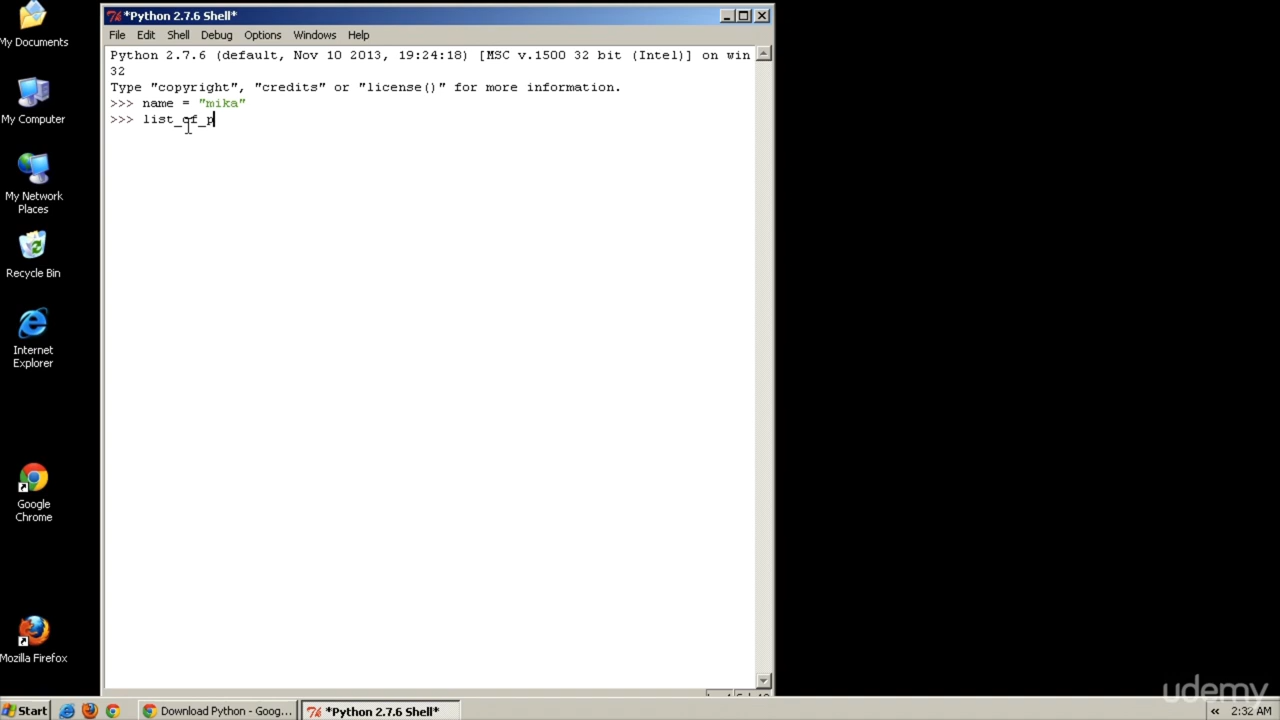 *Python 2.7.6 Shell*
File Edit Shell Debug Options Windows Help
Python 2.7.6 (default, Nov 10 2013, 19:24:18) [MSC v.1500 32 bit (Intel)] on win
32
Type "copyright", "credits" or "license()" for more information.
>>> name = "mika"
>>> list_of_p
My Documents
My Computer
My Network
Places
Recycle Bin
Internet
Explorer
Google
Chrome
Mozilla Firefox
udemy
Start
Download Python - Goog...
*Python 2.7.6 Shell*
« 2:32 AM